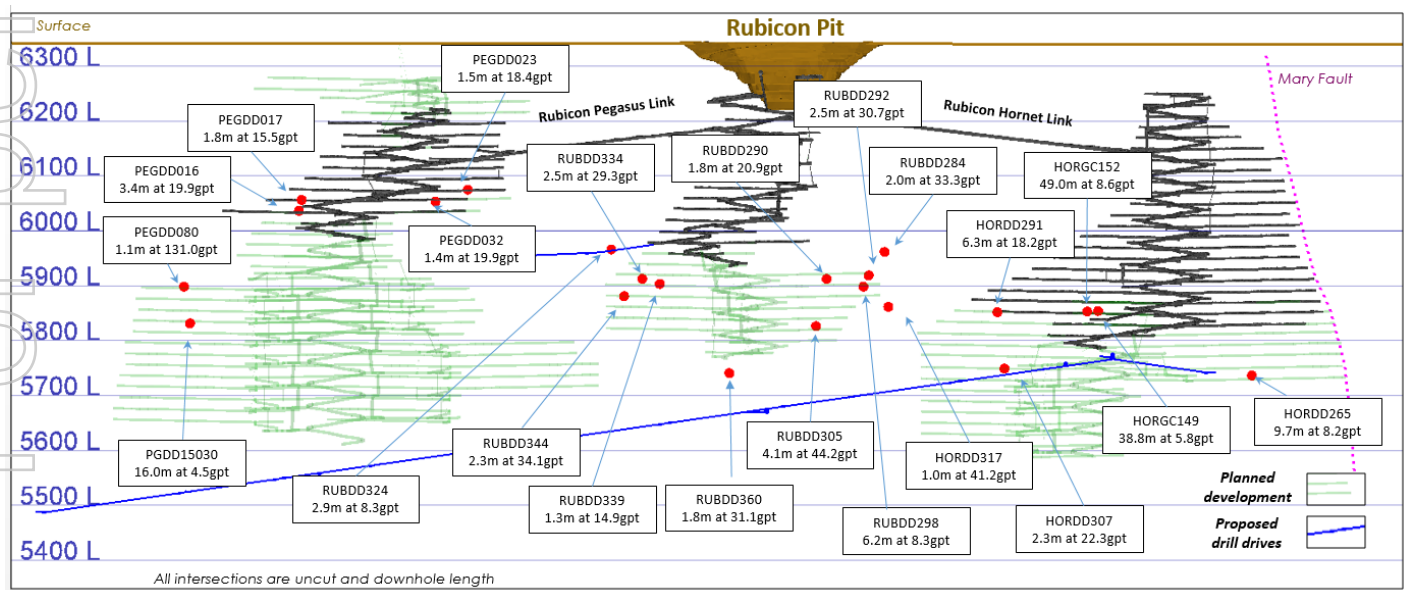 Surface
Rubicon Pit
6300 L
PEGDD023
1.5m at 18.4gpt
Mary Fault
RUBDD292
2.5m at 30.7gpt
Rubicon Pegasus Link
Rubicon Hornet Link
6200 L
PEGDD017
1.8m at 15.5gpt
RUBDD290
1.8m at 20.9gpt
RUBDD334
2.5m at 29.3gpt
RUBDD284
2.0m at 33.3gpt
HORGC152
49.0m at 8.6gpt
6100 L
PEGDD016
3.4m at 19.9gpt
6000 L
PEGDD080
1.1m at 131.0gpt
PEGDD032
1.4m at 19.9gpt
HORDD291
6.3m at 18.2gpt
5900 L
5800 L
5700 L
HORDD265
9.7m at 8.2gpt
HORGC149
38.8m at 5.8gpt
5600 L
PGDD15030
16.0m at 4.5gpt
RUBDD344
2.3m at 34.1gpt
RUBDD305
4.1m at 44.2gpt
HORDD317
1.0m at 41.2gpt
Planned
development
5500 L
RUBDD324
2.9m at 8.3gpt
RUBDD339
1.3m at 14.9gpt
RUBDD360
1.8m at 31.1gpt
RUBDD298
6.2m at 8.3gpt
HORDD307
2.3m at 22.3gpt
Proposed
drill drives
5400 L
All intersections are uncut and downhole length